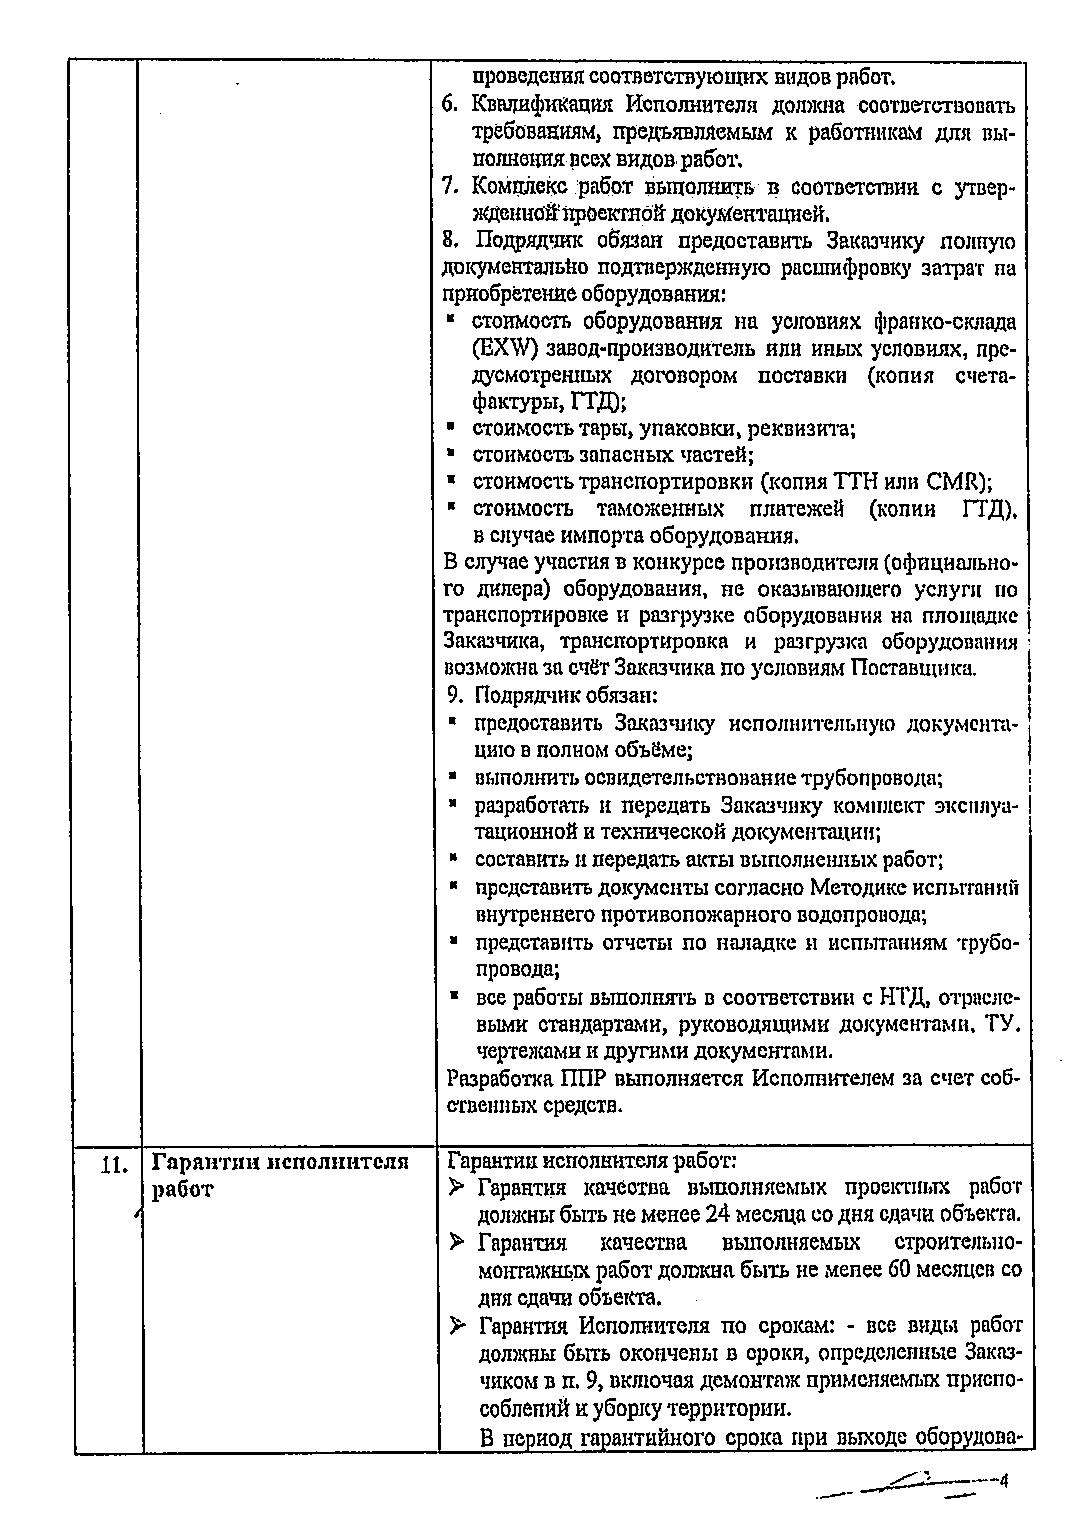 проведения соответствующих видов работ.
6. Квалификация Исполнителя должна соответствовать
требованиям, предъявляемым к работникам для вы-
полнения всех видов работ.
7. Комплекс работ выполнить в соответствии с утвер-
жденной проектной документацией.
8. Подрядчик обязан предоставить Заказчику полную
документально подтвержденную расшифровку затрат на
приобретение оборудования:
▪ стоимость оборудования на условиях франко-склада
(EXW) завод-производитель или иных условиях, пре-
дусмотренных договором поставки (копия счета-
фактуры, ГТД);
▪ стоимость тары, упаковки, реквизита;
▪ стоимость запасных частей;
▪ стоимость транспортировки (копия ТТН или CMR);
▪ стоимость таможенных платежей (копии ГТД),
в случае импорта оборудования.
В случае участия в конкурсе производителя (официально-
го дилера) оборудования, не оказывающего услуги по
транспортировке и разгрузке оборудования на площадке
Заказчика, транспортировка и разгрузка оборудования
возможна за счёт Заказчика по условиям Поставщика.
9. Подрядчик обязан:
▪ предоставить Заказчику исполнительную документа-
цию в полном объёме;
▪ выполнить освидетельствование трубопровода;
▪ разработать и передать Заказчику комплект эксплуа-
тационной и технической документации;
▪ составить и передать акты выполненных работ;
▪ представить документы согласно Методике испытаний
внутреннего противопожарного водопровода;
▪ представить отчеты по наладке и испытаниям трубо-
провода;
▪ все работы выполнять в соответствии с НТД, отрасле-
выми стандартами, руководящими документами, ТУ,
чертежами и другими документами.
Разработка ППР выполняется Исполнителем за счет соб-
ственных средств.
11. Гарантии исполнителя
работ
Гарантии исполнителя работ:
➢ Гарантия качества выполняемых проектных работ
должны быть не менее 24 месяца со дня сдачи объекта.
➢ Гарантия качества выполняемых строительно-
монтажных работ должна быть не менее 60 месяцев со
дня сдачи объекта.
➢ Гарантия Исполнителя по срокам: - все виды работ
должны быть окончены в сроки, определенные Заказ-
чиком в п. 9, включая демонтаж применяемых приспо-
соблений и уборку территории.
В период гарантийного срока при выходе оборудова-
4